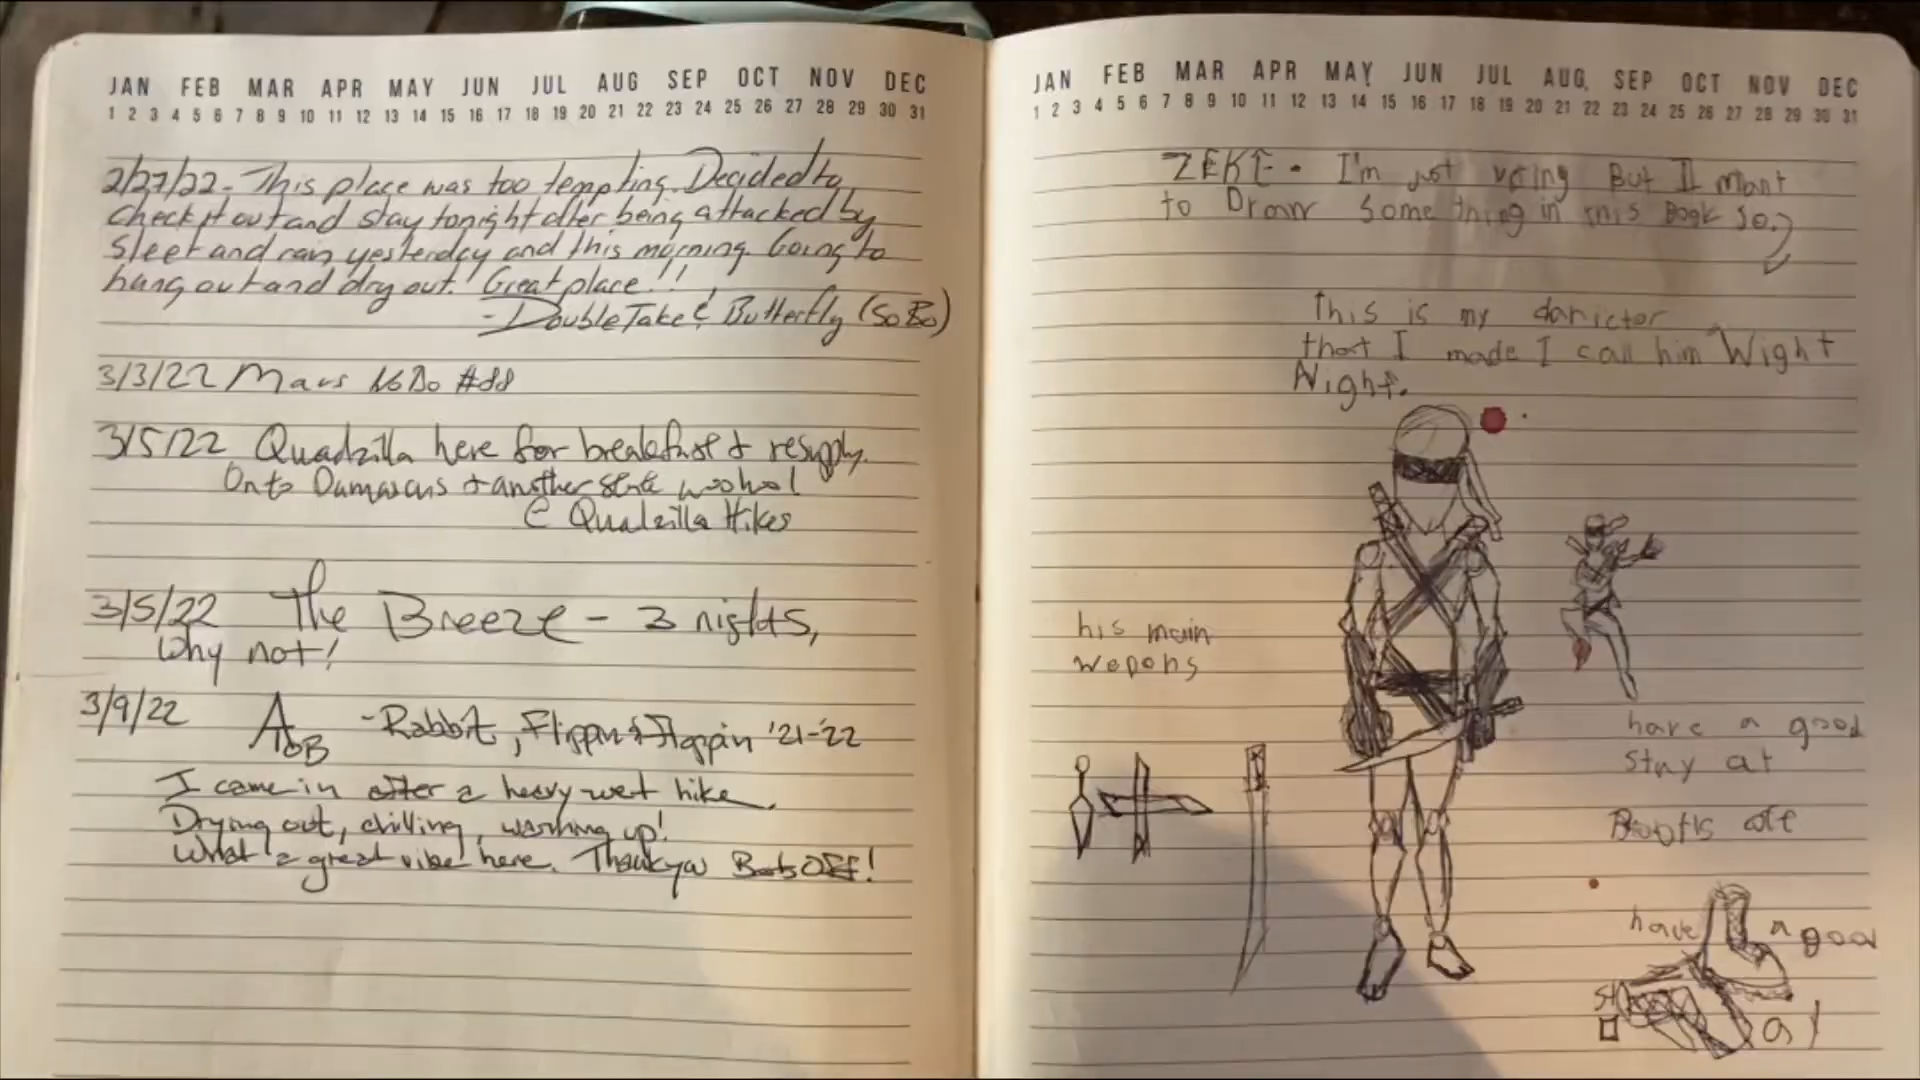 JAN FEB MAR APR MAY JUN JUL AUG SEP OCT NOV DEC
1 2 3 4 5 6 7 8 9 10 11 12 13 14 15 16 17 18 19 20 21 22 23 24 25 26 27 28 29 30 31
2/27/22 - This place was too tempting. Decided to
check it out and stay tonight after being attacked by
sleet and rain yesterday and this morning. Going to
hang out and dry out! Great place!!
- Double Take & Butterfly (SoBo)
3/3/22 Mars NoBo #88
3/5/22 Quadzilla here for breakfast & resupply.
Onto Damascus & another state woohoo!
@ Quadzilla Hikes
3/5/22 The Breeze - 3 nights,
Why not!
3/9/22 -Rabbit, Flippin & Floppin '21-'22
I came in after a heavy wet hike.
Drying out, chilling, warming up!
What a great vibe here. Thank you Boots Off!
JAN FEB MAR APR MAY JUN JUL AUG SEP OCT NOV DEC
1 2 3 4 5 6 7 8 9 10 11 12 13 14 15 16 17 18 19 20 21 22 23 24 25 26 27 28 29 30 31
ZEKE - I'm just But I want
to Draw something in this Book so.
This is my
that I made I call him Wight
Night.
his main
wepons
have a good
stay at
have a good